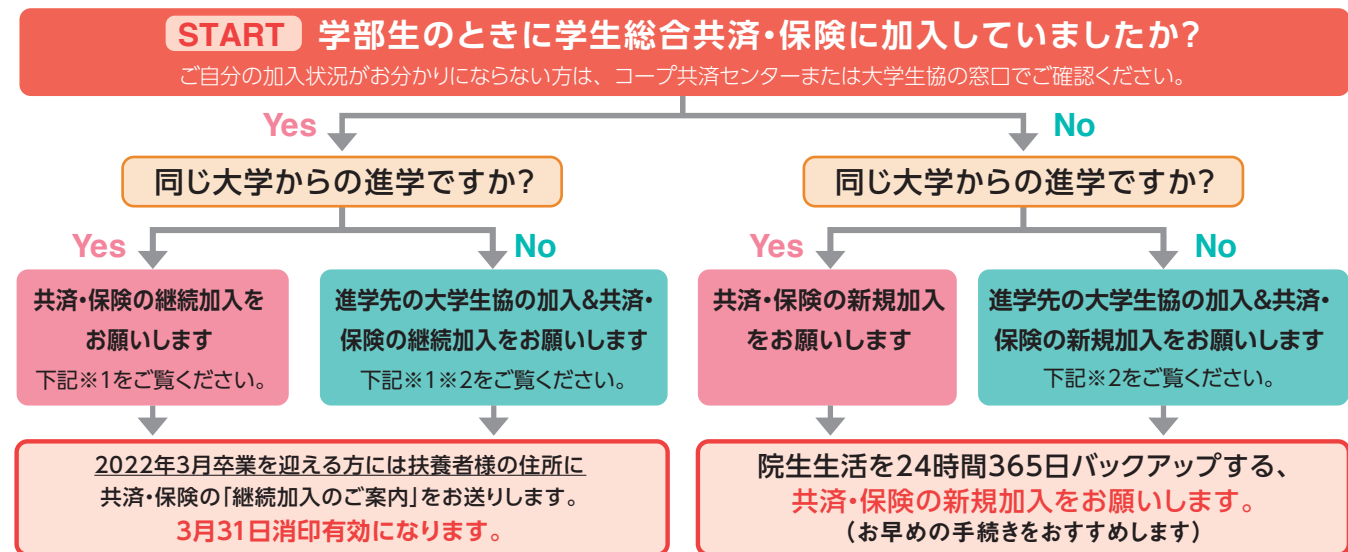 START 学部生のときに学生総合共済・保険に加入していましたか？
ご自分の加入状況がお分かりにならない方は、コープ共済センターまたは大学生協の窓口でご確認ください。
Yes
No
同じ大学からの進学ですか？
同じ大学からの進学ですか？
Yes
No
Yes
No
共済・保険の継続加入を
お願いします
下記※1をご覧ください。
進学先の大学生協の加入&共済・
保険の継続加入をお願いします
下記※1※2をご覧ください。
共済・保険の新規加入
をお願いします
進学先の大学生協の加入&共済・
保険の新規加入をお願いします
下記※2をご覧ください。
2022年3月卒業を迎える方には扶養者様の住所に
共済・保険の「継続加入のご案内」をお送りします。
3月31日消印有効になります。
院生生活を24時間365日バックアップする、
共済・保険の新規加入をお願いします。
（お早めの手続きをおすすめします）